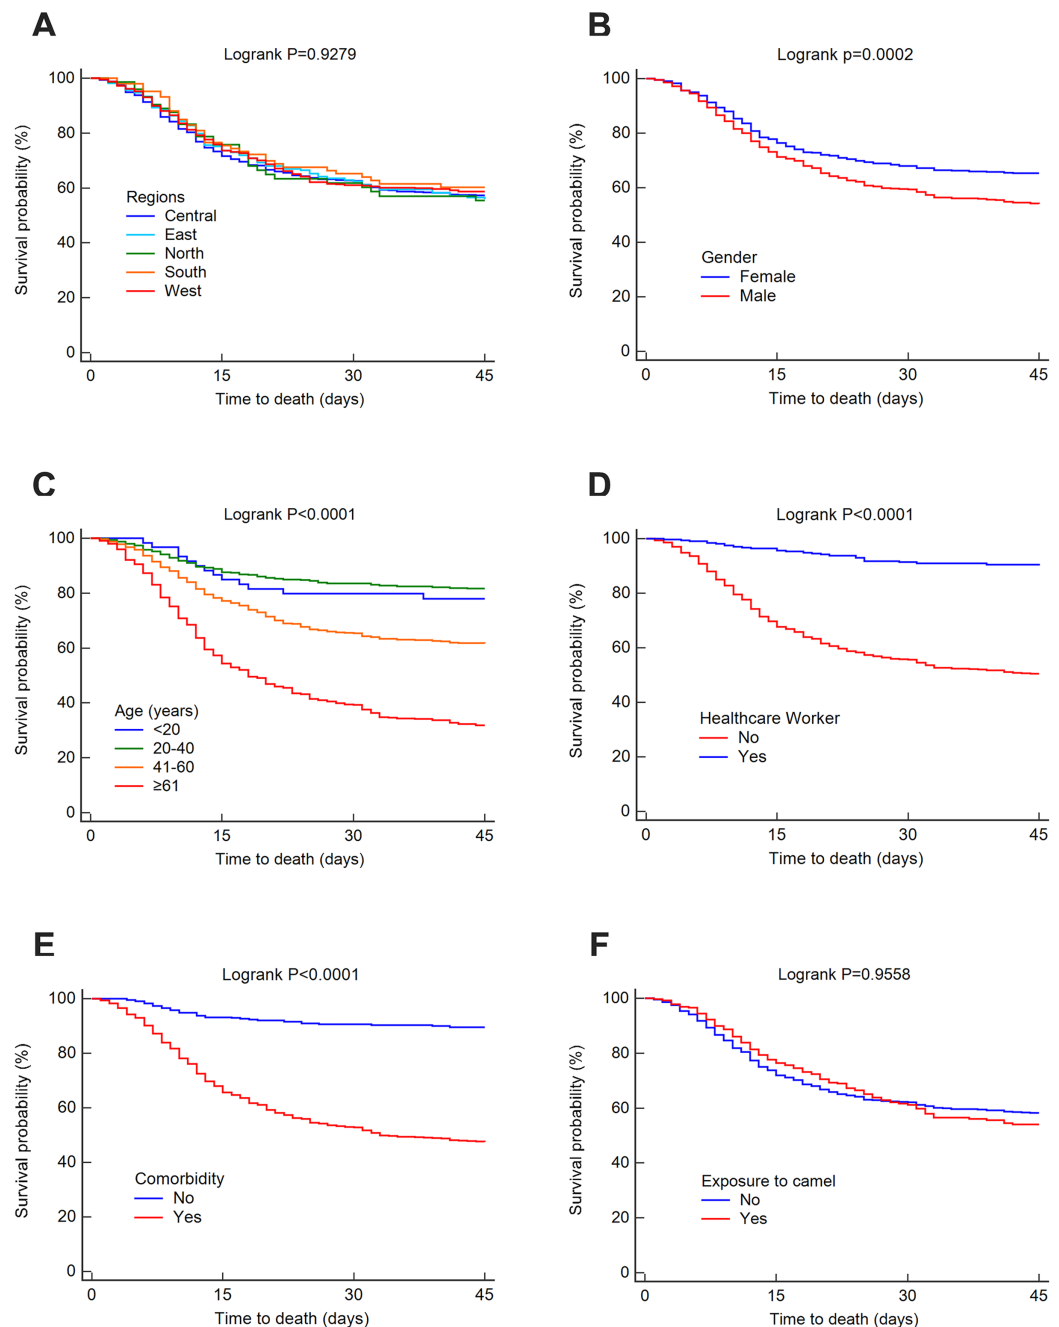 A
Logrank P=0.9279
Survival probability (%)
100
80
60
40
20
0
Regions
Central
East
North
South
West
0 15 30 45
Time to death (days)
B
Logrank p=0.0002
Survival probability (%)
100
80
60
40
20
0
Gender
Female
Male
0 15 30 45
Time to death (days)
C
Logrank P<0.0001
Survival probability (%)
100
80
60
40
20
0
Age (years)
<20
20-40
41-60
≥61
0 15 30 45
Time to death (days)
D
Logrank P<0.0001
Survival probability (%)
100
80
60
40
20
0
Healthcare Worker
No
Yes
0 15 30 45
Time to death (days)
E
Logrank P<0.0001
Survival probability (%)
100
80
60
40
20
0
Comorbidity
No
Yes
0 15 30 45
Time to death (days)
F
Logrank P=0.9558
Survival probability (%)
100
80
60
40
20
0
Exposure to camel
No
Yes
0 15 30 45
Time to death (days)